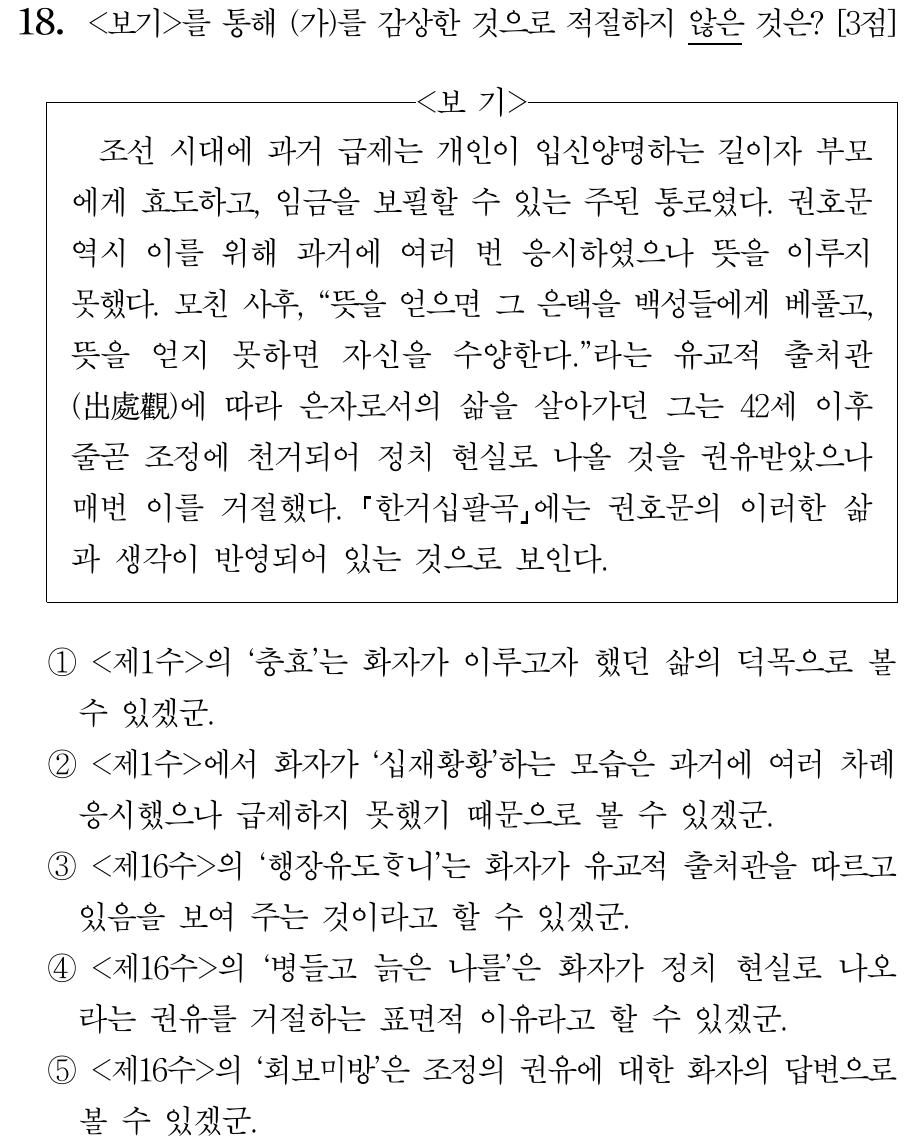 18. <보기>를 통해 (가)를 감상한 것으로 적절하지 않은 것은? [3점]
<보 기>
조선 시대에 과거 급제는 개인이 입신양명하는 길이자 부모
에게 효도하고, 임금을 보필할 수 있는 주된 통로였다. 권호문
역시 이를 위해 과거에 여러 번 응시하였으나 뜻을 이루지
못했다. 모친 사후, “뜻을 얻으면 그 은택을 백성들에게 베풀고,
뜻을 얻지 못하면 자신을 수양한다.”라는 유교적 출처관
(出處觀)에 따라 은자로서의 삶을 살아가던 그는 42세 이후
줄곧 조정에 천거되어 정치 현실로 나올 것을 권유받았으나
매번 이를 거절했다. 「한거십팔곡」에는 권호문의 이러한 삶
과 생각이 반영되어 있는 것으로 보인다.
① <제1수>의 ‘충효’는 화자가 이루고자 했던 삶의 덕목으로 볼
수 있겠군.
② <제1수>에서 화자가 ‘십재황황’하는 모습은 과거에 여러 차례
응시했으나 급제하지 못했기 때문으로 볼 수 있겠군.
③ <제16수>의 ‘행장유도ᄒᆞ니’는 화자가 유교적 출처관을 따르고
있음을 보여 주는 것이라고 할 수 있겠군.
④ <제16수>의 ‘병들고 늙은 나를’은 화자가 정치 현실로 나오
라는 권유를 거절하는 표면적 이유라고 할 수 있겠군.
⑤ <제16수>의 ‘회보미방’은 조정의 권유에 대한 화자의 답변으로
볼 수 있겠군.